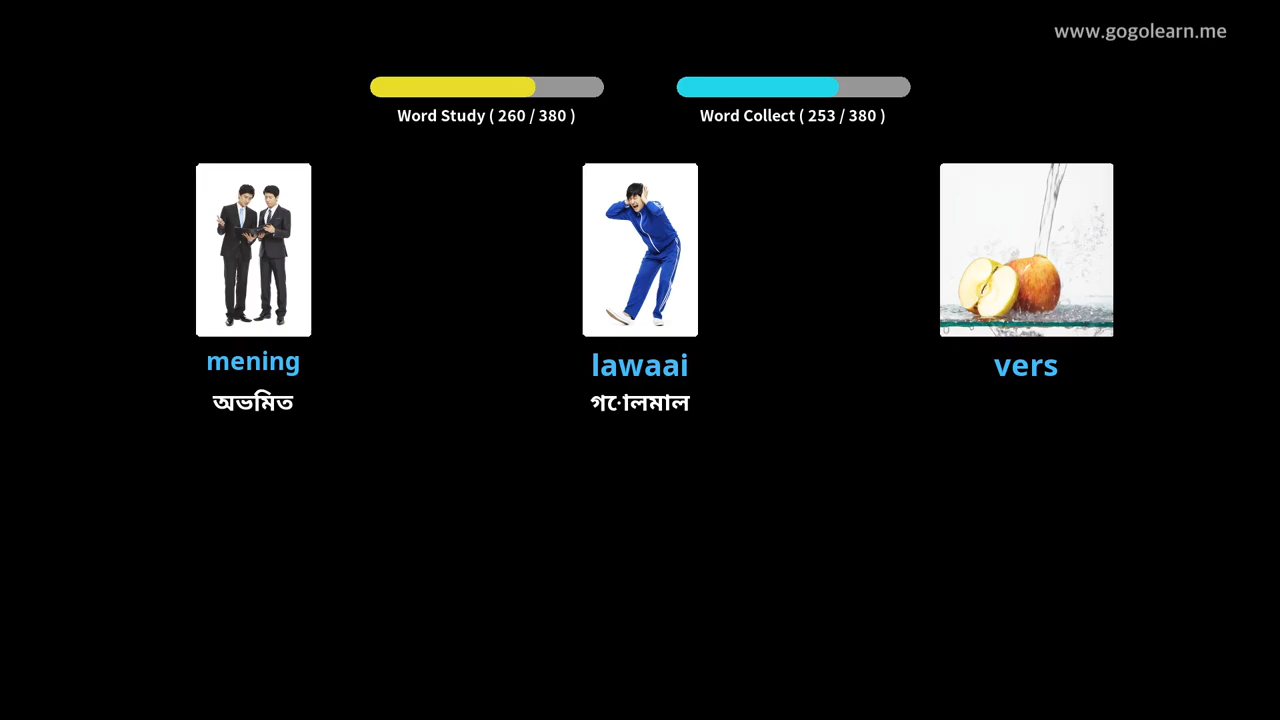 www.gogolearn.me
Word Study ( 260 / 380 )
Word Collect ( 253 / 380 )
mening
lawaai
vers
অভিমত
গোলমাল